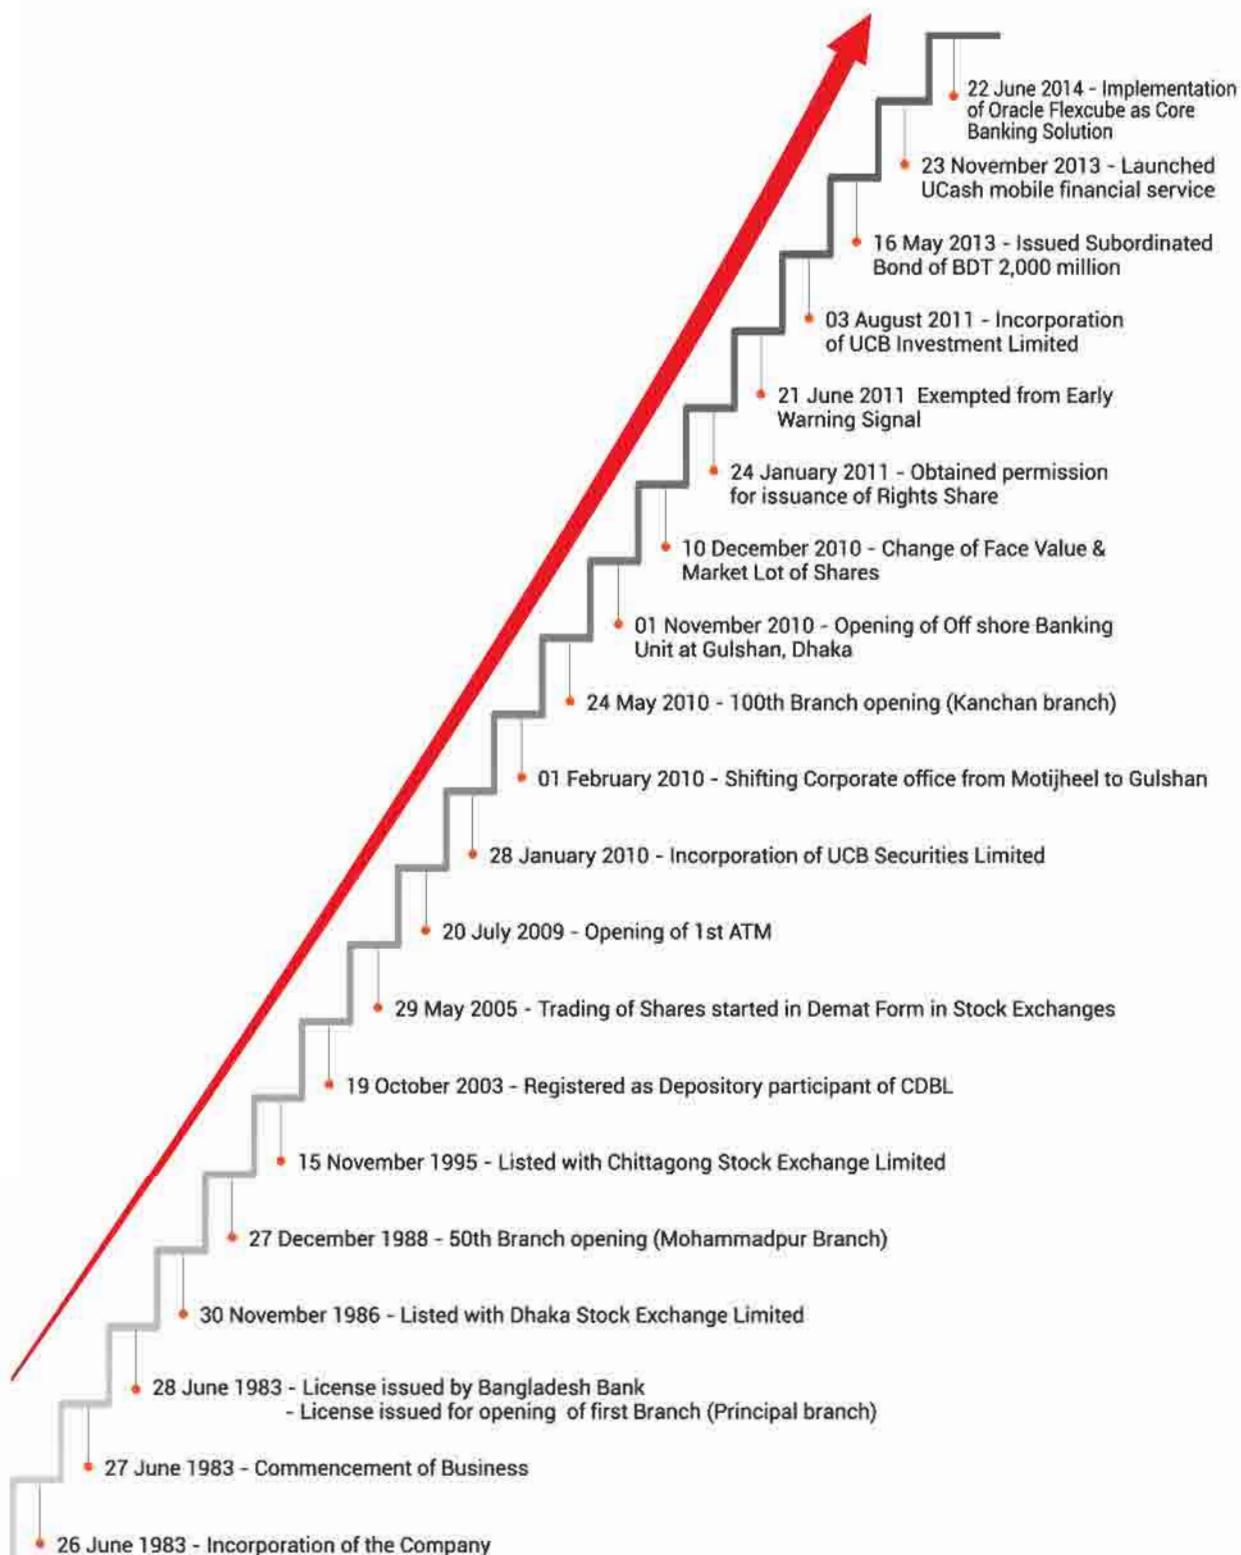 22 June 2014 - Implementation
of Oracle Flexcube as Core
Banking Solution
23 November 2013 - Launched
UCash mobile financial service
16 May 2013 - Issued Subordinated
Bond of BDT 2,000 million
03 August 2011 - Incorporation
of UCB Investment Limited
21 June 2011 Exempted from Early
Warning Signal
24 January 2011 - Obtained permission
for issuance of Rights Share
10 December 2010 - Change of Face Value &
Market Lot of Shares
01 November 2010 - Opening of Off shore Banking
Unit at Gulshan, Dhaka
24 May 2010 - 100th Branch opening (Kanchan branch)
01 February 2010 - Shifting Corporate office from Motijheel to Gulshan
28 January 2010 - Incorporation of UCB Securities Limited
20 July 2009 - Opening of 1st ATM
29 May 2005 - Trading of Shares started in Demat Form in Stock Exchanges
19 October 2003 - Registered as Depository participant of CDBL
15 November 1995 - Listed with Chittagong Stock Exchange Limited
27 December 1988 - 50th Branch opening (Mohammadpur Branch)
30 November 1986 - Listed with Dhaka Stock Exchange Limited
28 June 1983 - License issued by Bangladesh Bank
- License issued for opening of first Branch (Principal branch)
27 June 1983 - Commencement of Business
26 June 1983 - Incorporation of the Company